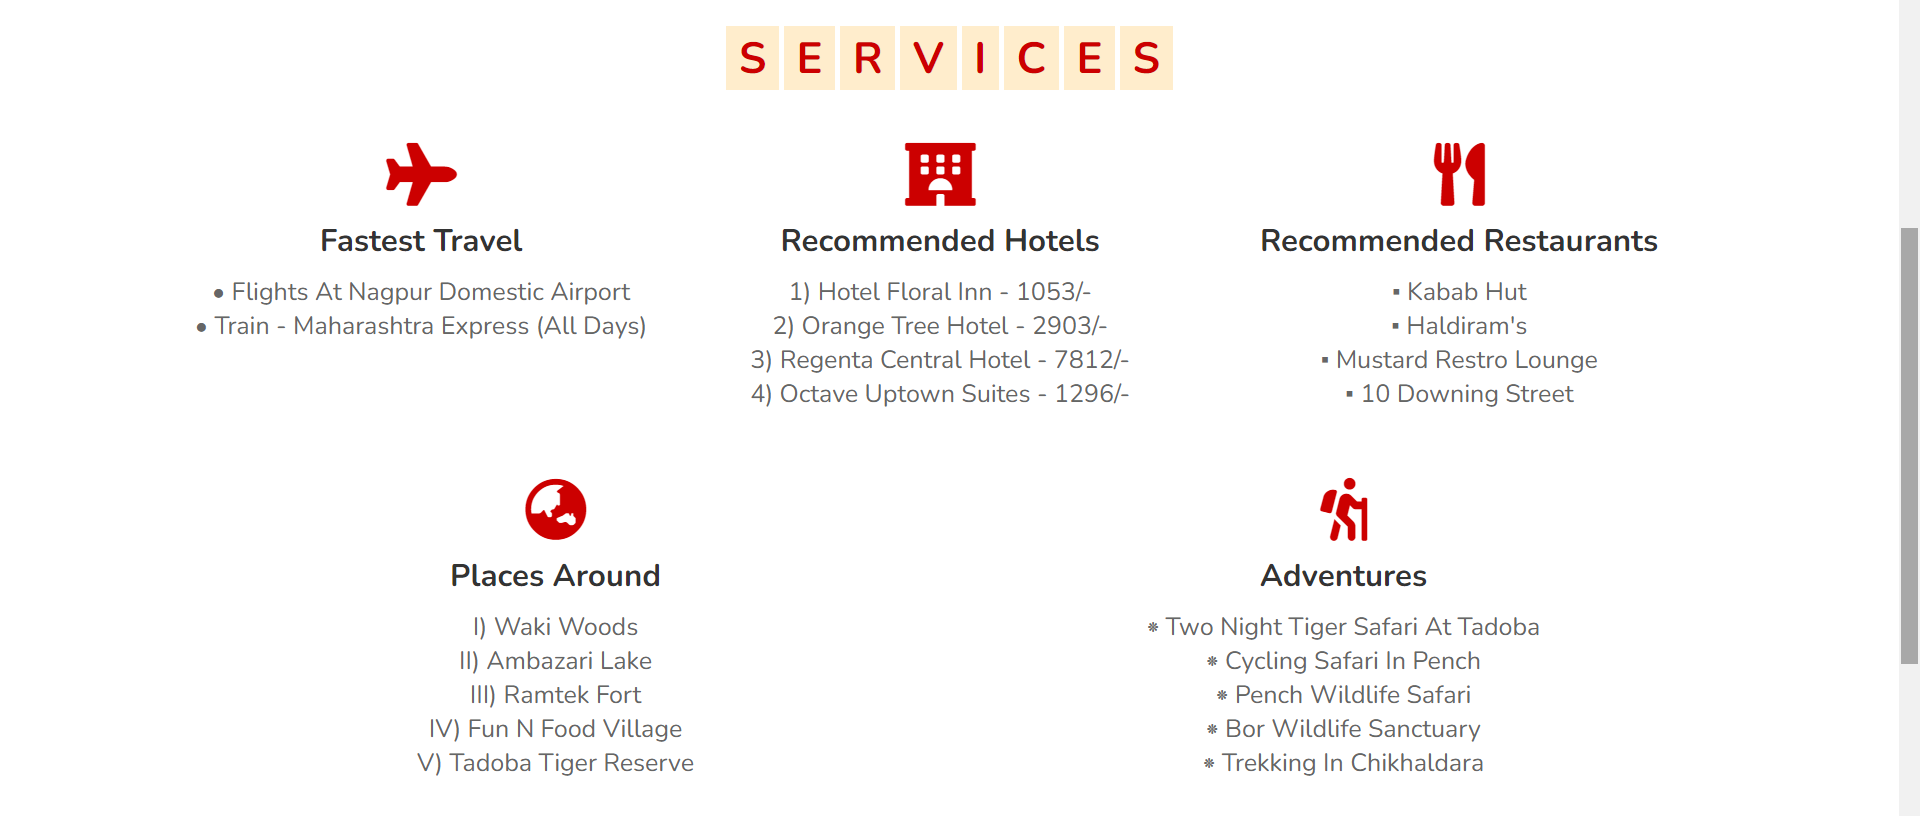 SERVICES
Fastest Travel
• Flights At Nagpur Domestic Airport
• Train - Maharashtra Express (All Days)
Recommended Hotels
1) Hotel Floral Inn - 1053/-
2) Orange Tree Hotel - 2903/-
3) Regenta Central Hotel - 7812/-
4) Octave Uptown Suites - 1296/-
Recommended Restaurants
▪ Kabab Hut
▪ Haldiram's
▪ Mustard Restro Lounge
▪ 10 Downing Street
Places Around
I) Waki Woods
II) Ambazari Lake
III) Ramtek Fort
IV) Fun N Food Village
V) Tadoba Tiger Reserve
Adventures
⁕ Two Night Tiger Safari At Tadoba
⁕ Cycling Safari In Pench
⁕ Pench Wildlife Safari
⁕ Bor Wildlife Sanctuary
⁕ Trekking In Chikhaldara